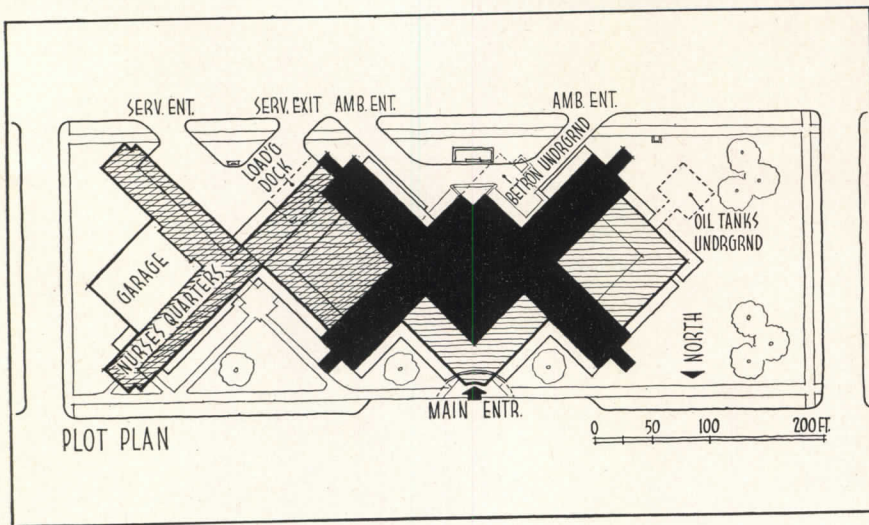 SERV. ENT.
SERV. EXIT
AMB. ENT.
AMB. ENT.
LOAD'G
DOCK
BETRON UNDRGRND
OIL TANKS
UNDRGRND
GARAGE
NURSES QUARTERS
NORTH
MAIN ENTR.
PLOT PLAN
0 50 100 200 FT.